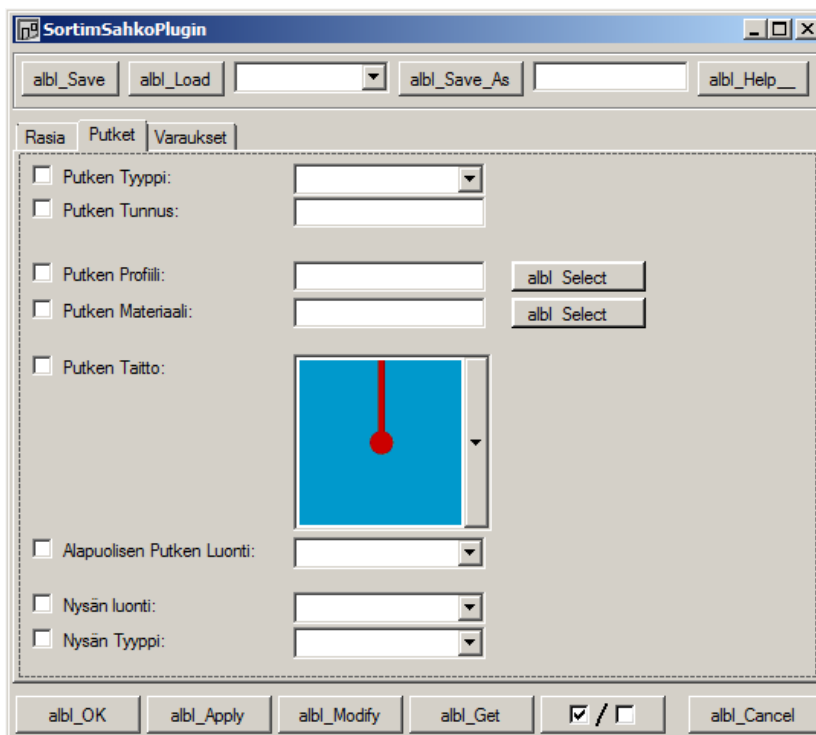 SortimSahkoPlugin
albl_Save albl_Load albl_Save_As albl_Help__
Rasia Putket Varaukset
Putken Tyyppi:
Putken Tunnus:
Putken Profiili: albl_Select
Putken Materiaali: albl_Select
Putken Taitto:
Alapuolisen Putken Luonti:
Nysän luonti:
Nysän Tyyppi:
albl_OK albl_Apply albl_Modify albl_Get / albl_Cancel